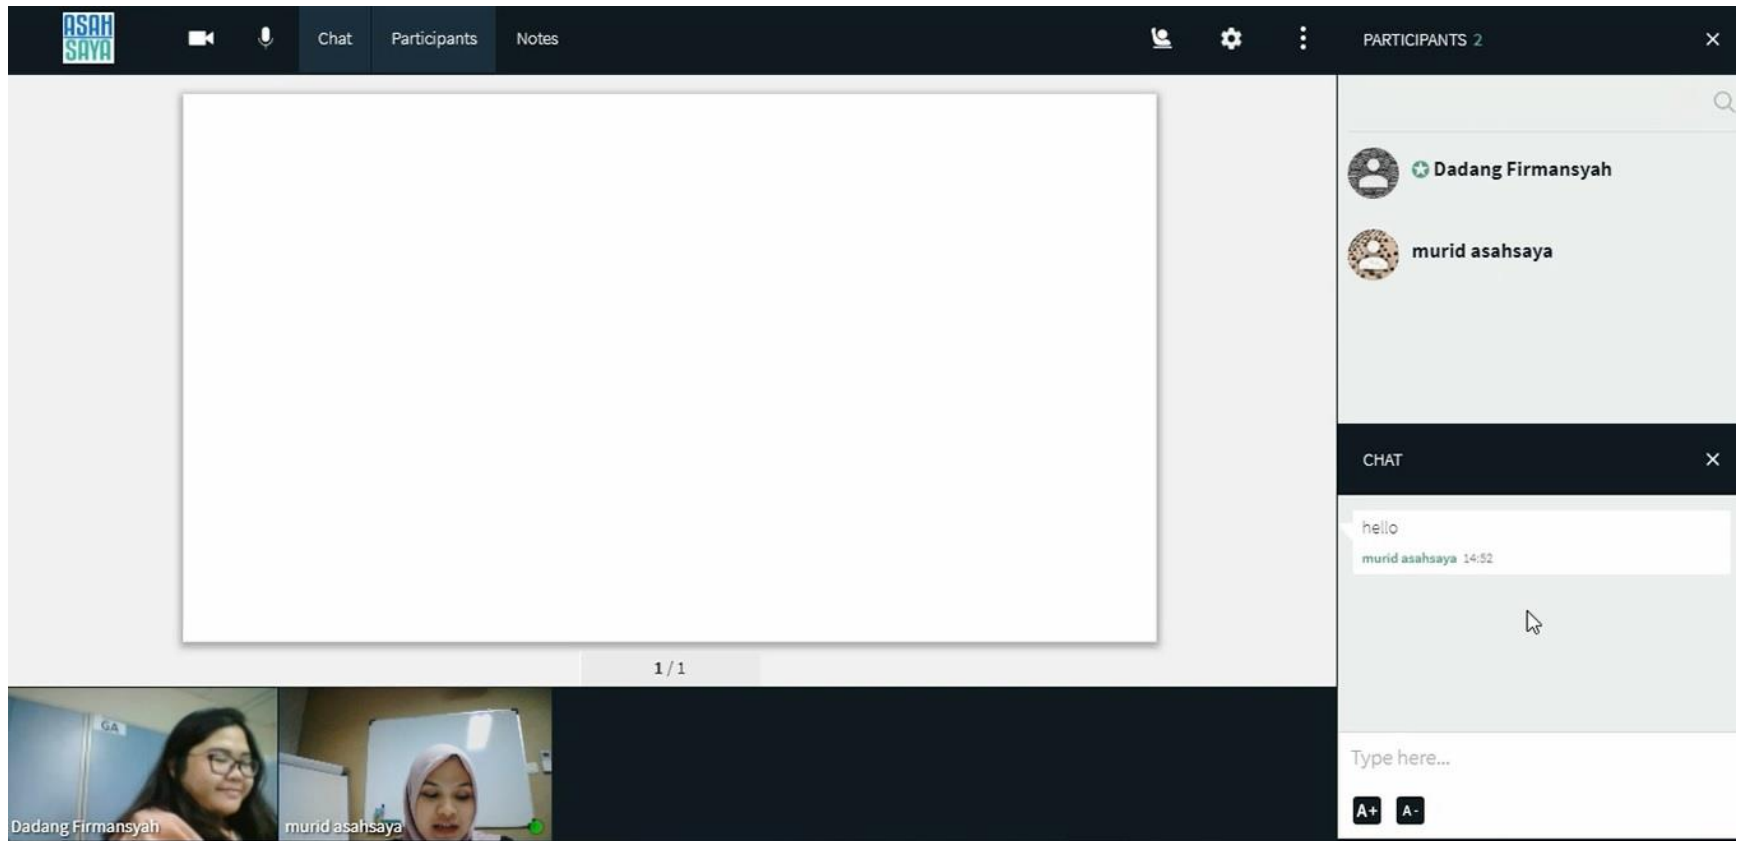 ASAH
SAYA
Chat
Participants
Notes
PARTICIPANTS 2
Dadang Firmansyah
murid asahsaya
CHAT
hello
murid asahsaya 14:52
1 / 1
GA
Dadang Firmansyah
murid asahsaya
Type here...
A+ A-